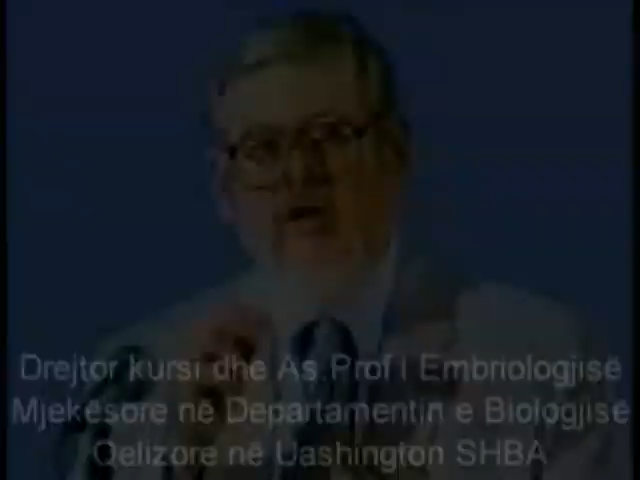 Drejtor kursi dhe As.Prof i Embriologjisë
Mjekësore në Departamentin e Biologjisë
Qelizore në Uashington SHBA